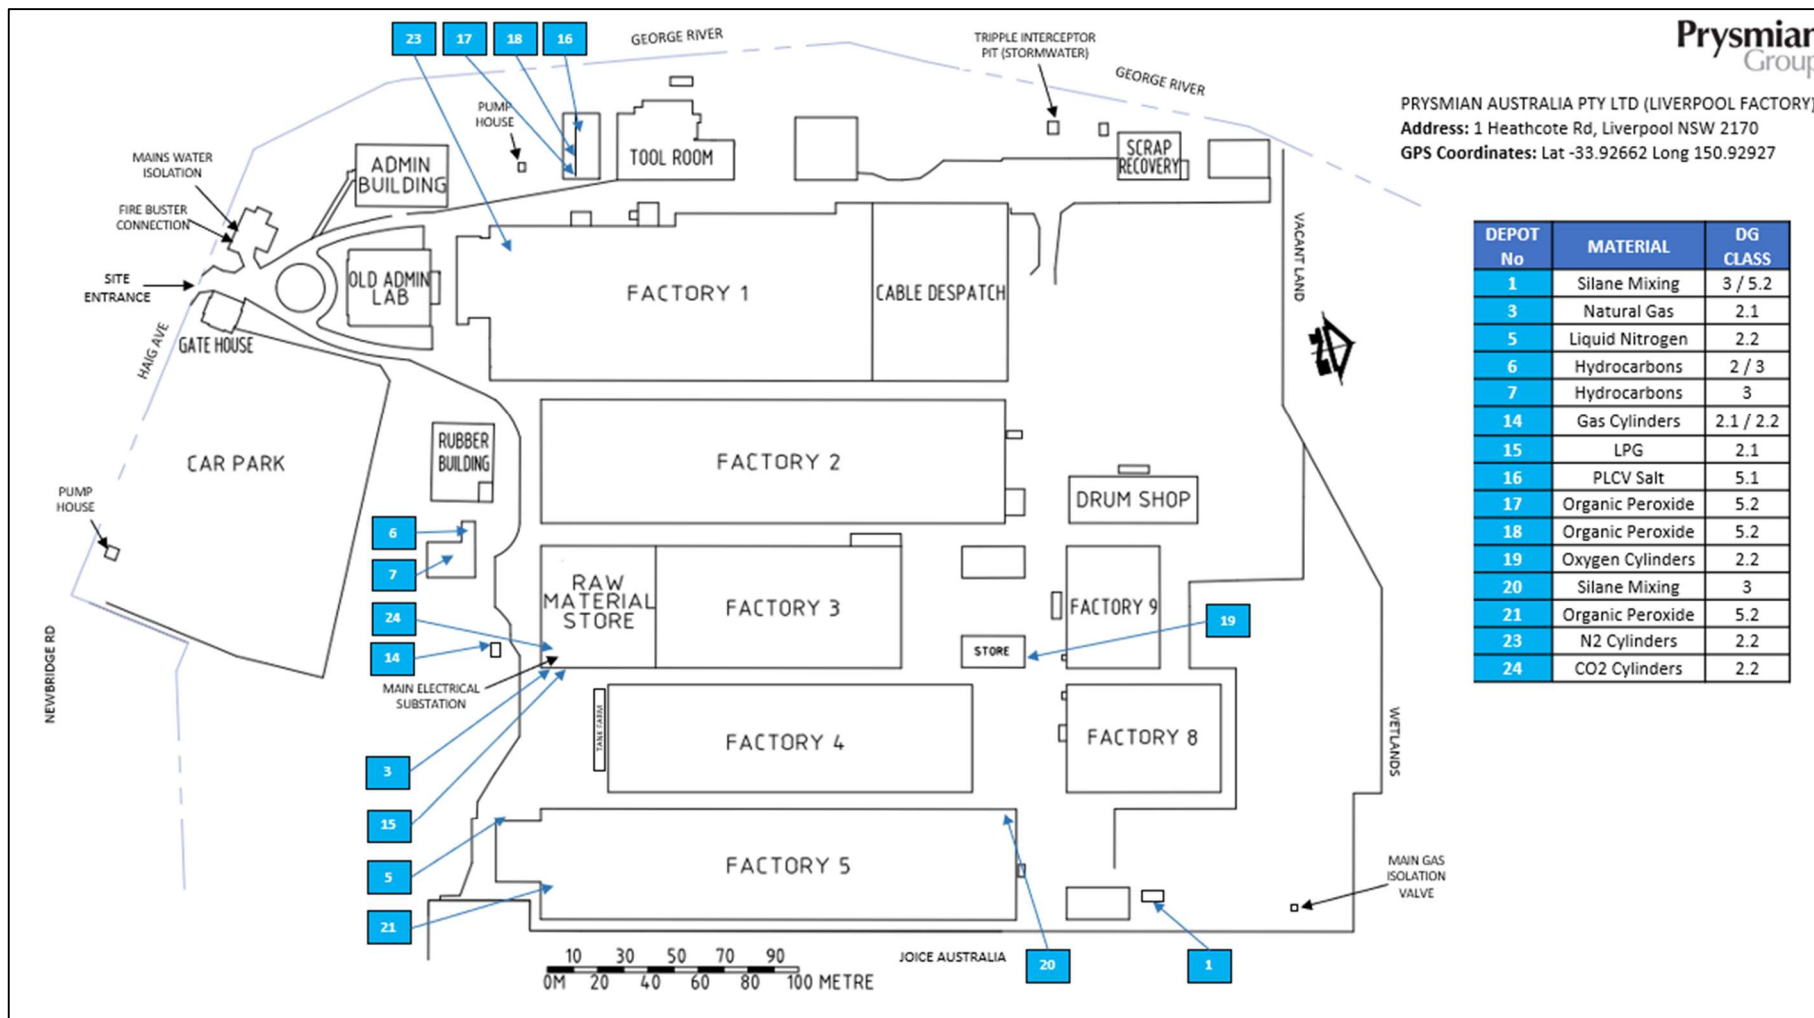 Prysmian
Group
PRYSMIAN AUSTRALIA PTY LTD (LIVERPOOL FACTORY)
Address: 1 Heathcote Rd, Liverpool NSW 2170
GPS Coordinates: Lat -33.92662 Long 150.92927
23
17
18
16
GEORGE RIVER
TRIPPLE INTERCEPTOR
PIT (STORMWATER)
GEORGE RIVER
PUMP
HOUSE
MAINS WATER
ISOLATION
ADMIN
BUILDING
TOOL ROOM
SCRAP
RECOVERY
FIRE BUSTER
CONNECTION
SITE
ENTRANCE
OLD ADMIN
LAB
FACTORY 1
CABLE DESPATCH
VACANT LAND
GATE HOUSE
HAIG AVE
CAR PARK
RUBBER
BUILDING
FACTORY 2
DRUM SHOP
PUMP
HOUSE
6
7
24
14
RAW
MATERIAL
STORE
FACTORY 3
FACTORY 9
19
STORE
MAIN ELECTRICAL
SUBSTATION
NEWBRIDGE RD
TANK FARM
FACTORY 4
FACTORY 8
WETLANDS
3
15
5
21
FACTORY 5
MAIN GAS
ISOLATION
VALVE
JOICE AUSTRALIA
20
1
10 30 50 70 90
0M 20 40 60 80 100 METRE
DEPOT No MATERIAL DG CLASS
1 Silane Mixing 3 / 5.2
3 Natural Gas 2.1
5 Liquid Nitrogen 2.2
6 Hydrocarbons 2 / 3
7 Hydrocarbons 3
14 Gas Cylinders 2.1 / 2.2
15 LPG 2.1
16 PLCV Salt 5.1
17 Organic Peroxide 5.2
18 Organic Peroxide 5.2
19 Oxygen Cylinders 2.2
20 Silane Mixing 3
21 Organic Peroxide 5.2
23 N2 Cylinders 2.2
24 CO2 Cylinders 2.2